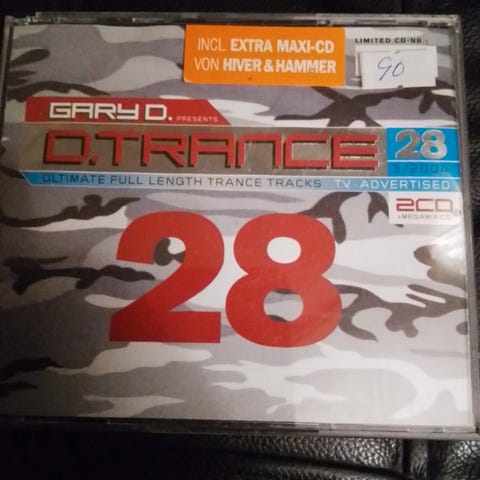 INCL. EXTRA MAXI-CD
VON HIVER & HAMMER
LIMITED CD-NR.:
90
GARY D. PRESENTS
D.TRANCE
28
3/2004
ULTIMATE FULL LENGTH TRANCE TRACKS TV ADVERTISED
2CD
+MEGAMIX-CD
28